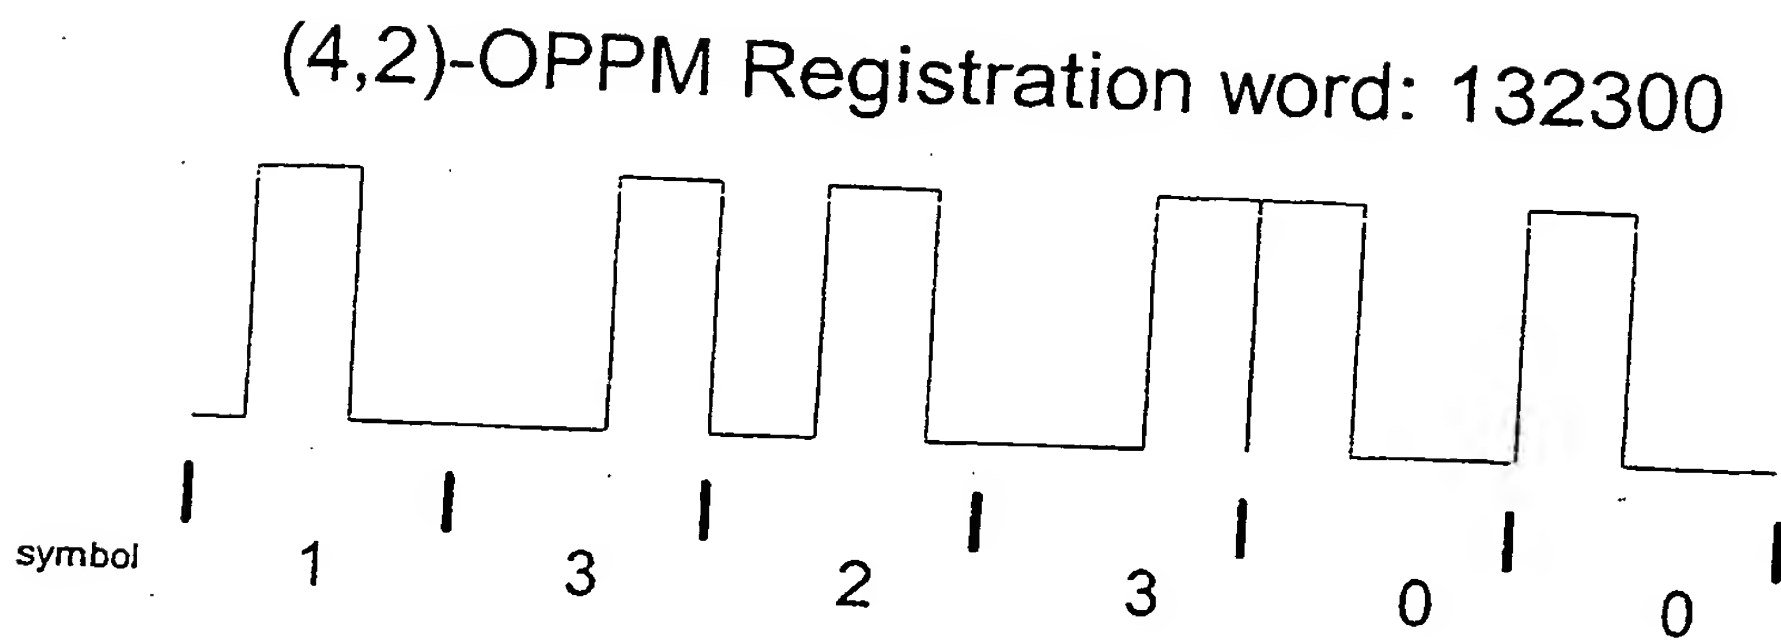 (4,2)-OPPM Registration word: 132300
symbol 1 3 2 3 0 0